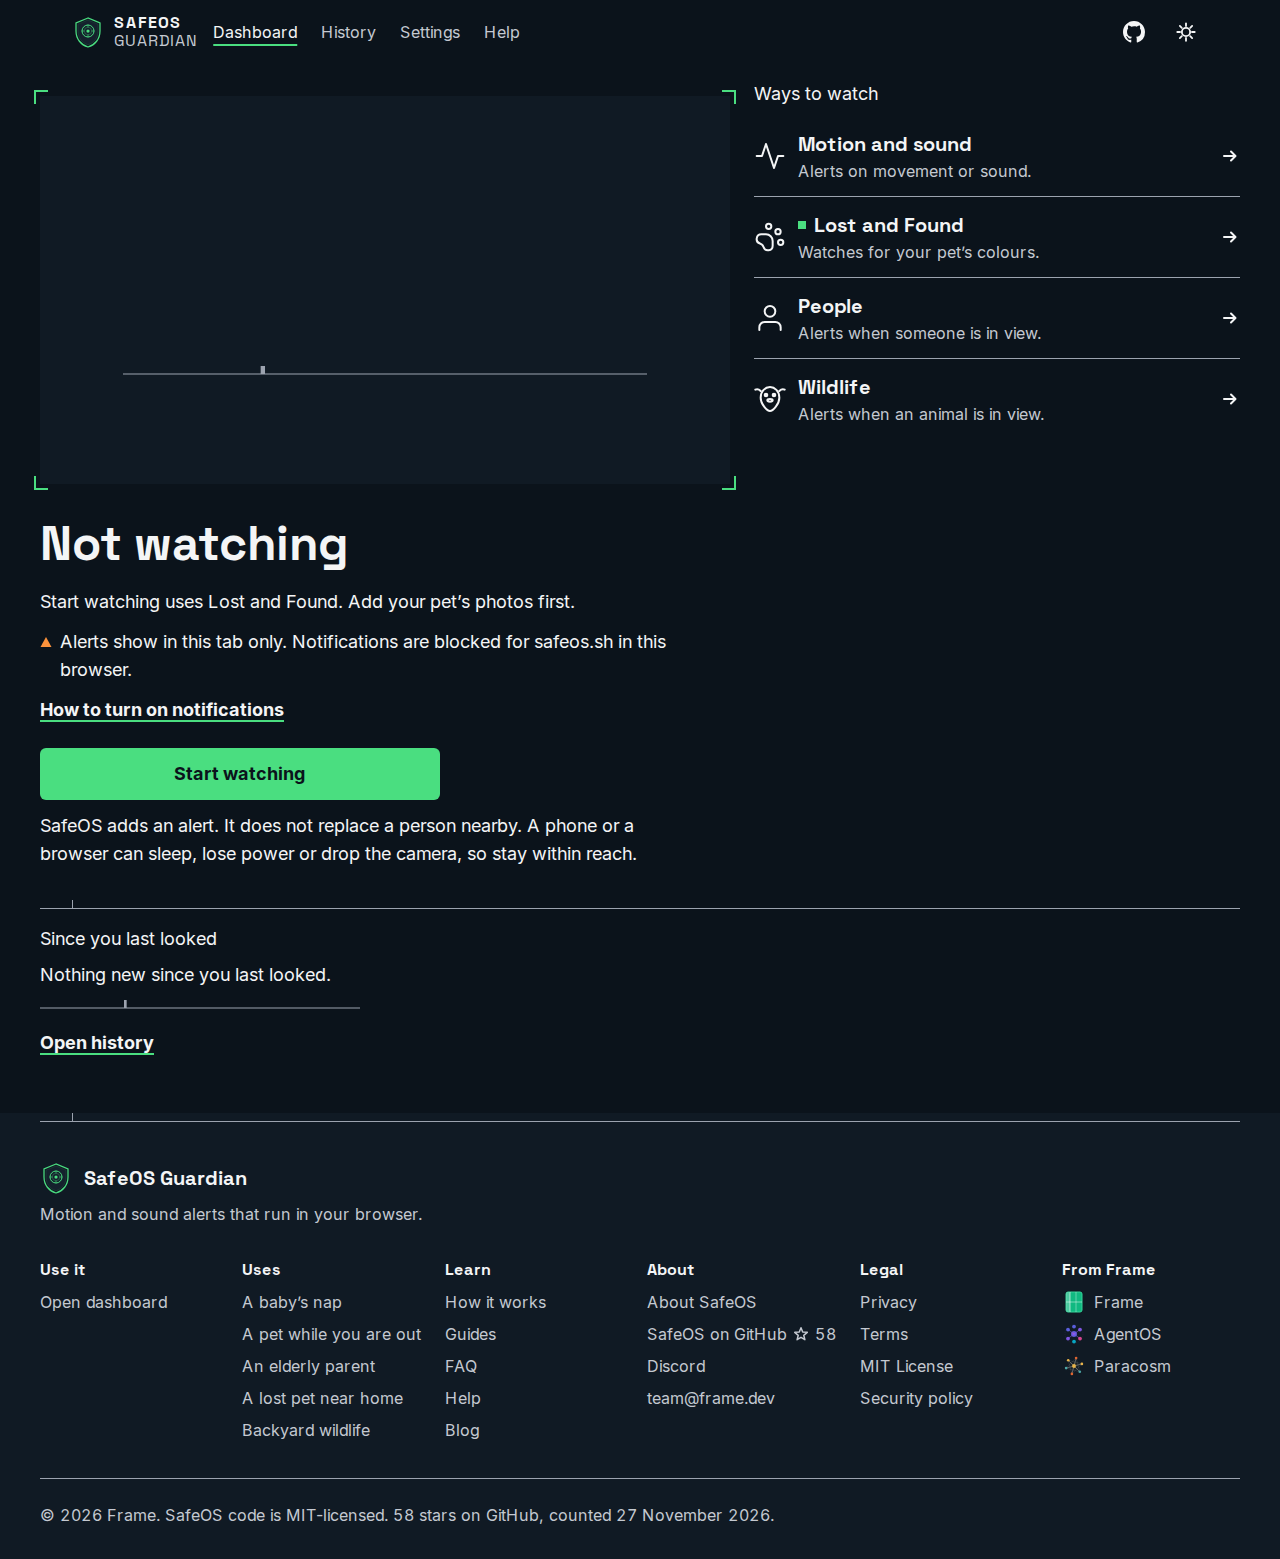 SAFEOS
GUARDIAN
Dashboard
History
Settings
Help
Ways to watch
Motion and sound
Alerts on movement or sound.
Lost and Found
Watches for your pet’s colours.
People
Alerts when someone is in view.
Wildlife
Alerts when an animal is in view.
Not watching
Start watching uses Lost and Found. Add your pet’s photos first.
Alerts show in this tab only. Notifications are blocked for safeos.sh in this
browser.
How to turn on notifications
Start watching
SafeOS adds an alert. It does not replace a person nearby. A phone or a
browser can sleep, lose power or drop the camera, so stay within reach.
Since you last looked
Nothing new since you last looked.
Open history
SafeOS Guardian
Motion and sound alerts that run in your browser.
Use it
Open dashboard
Uses
A baby’s nap
A pet while you are out
An elderly parent
A lost pet near home
Backyard wildlife
Learn
How it works
Guides
FAQ
Help
Blog
About
About SafeOS
SafeOS on GitHub ☆ 58
Discord
team@frame.dev
Legal
Privacy
Terms
MIT License
Security policy
From Frame
Frame
AgentOS
Paracosm
© 2026 Frame. SafeOS code is MIT-licensed. 58 stars on GitHub, counted 27 November 2026.